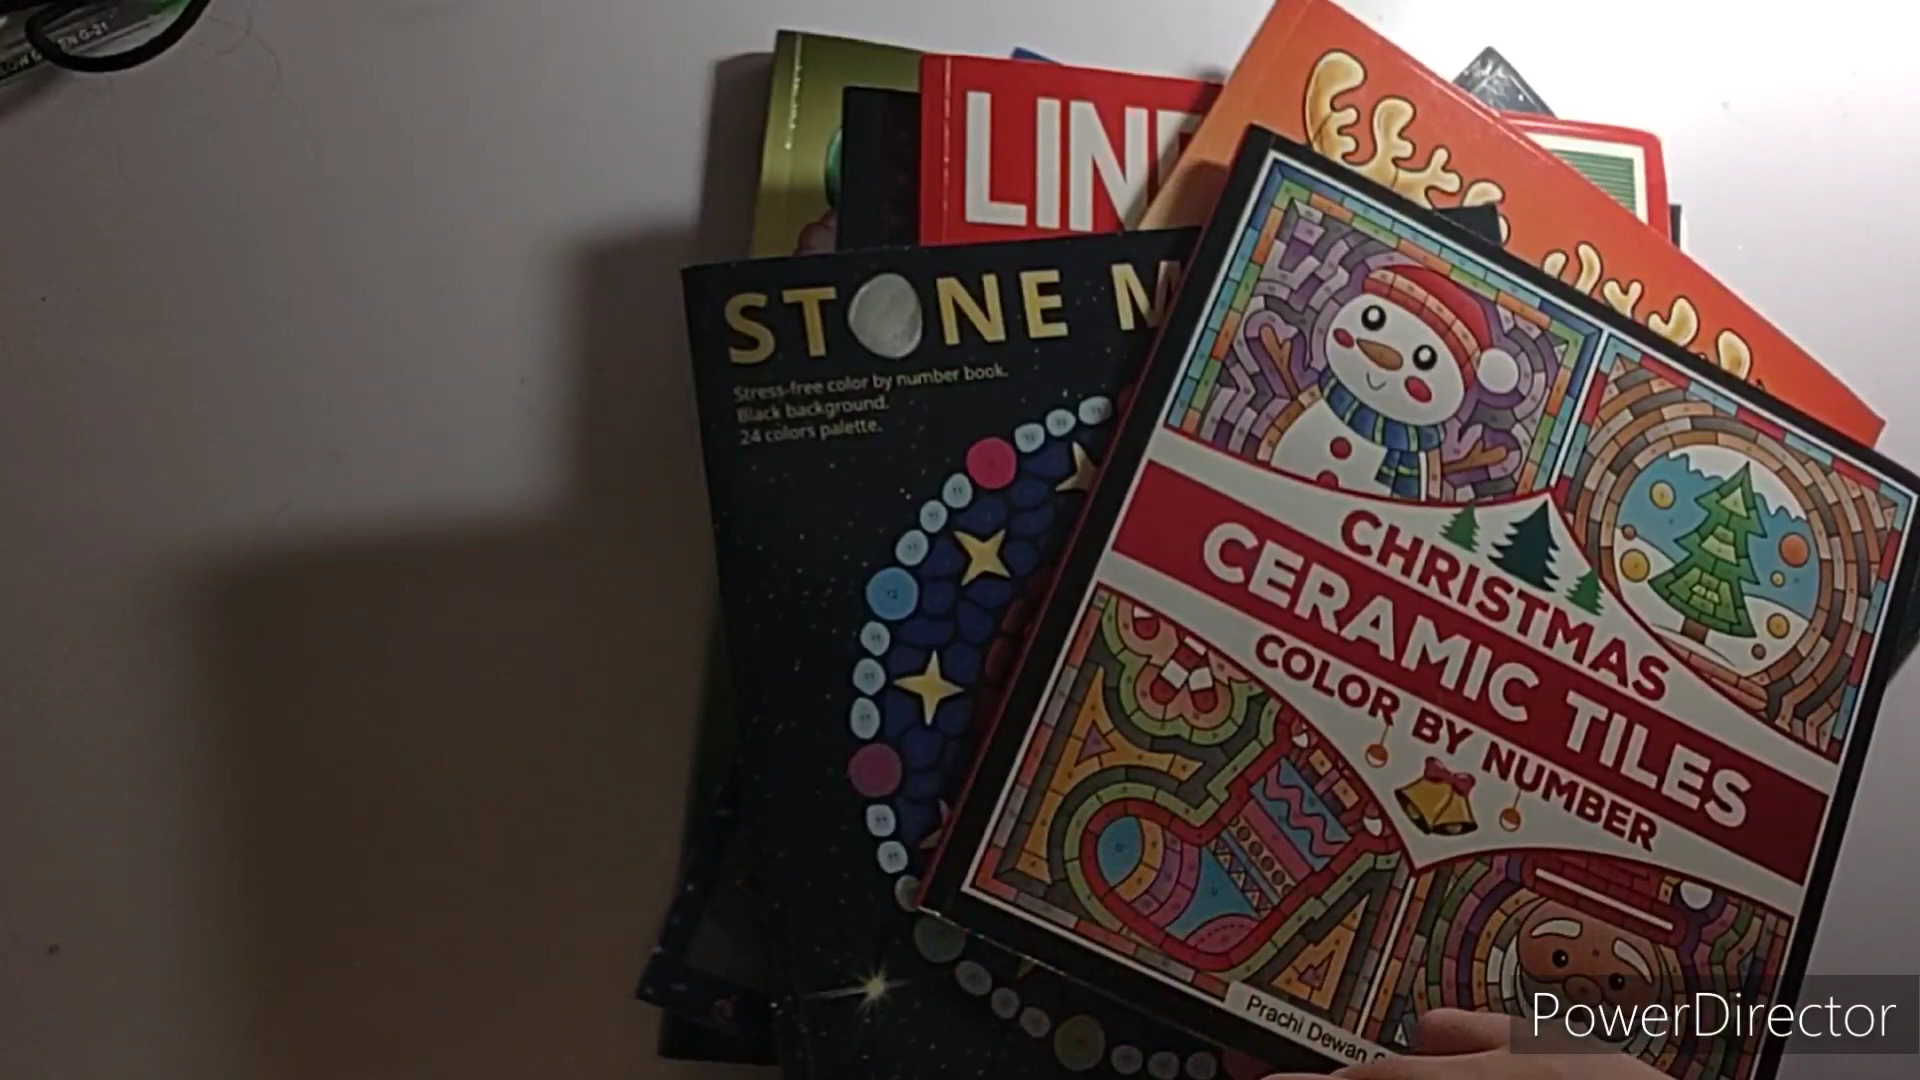 LIN
STONE M
Stress-free color by number book.
Black background.
24 colors palette.
CHRISTMAS
CERAMIC TILES
COLOR BY NUMBER
Prachi Dewan
PowerDirector